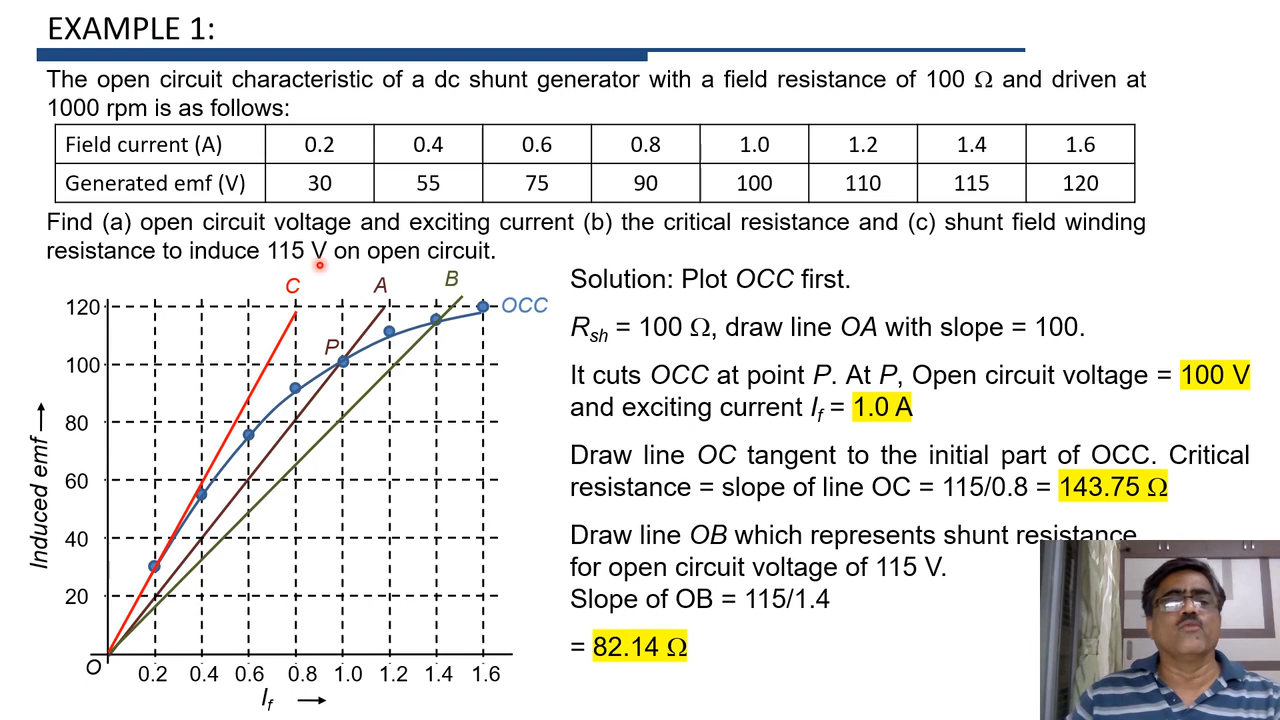 EXAMPLE 1:
The open circuit characteristic of a dc shunt generator with a field resistance of 100 Ω and driven at
1000 rpm is as follows:
Field current (A) 0.2 0.4 0.6 0.8 1.0 1.2 1.4 1.6
Generated emf (V) 30 55 75 90 100 110 115 120
Find (a) open circuit voltage and exciting current (b) the critical resistance and (c) shunt field winding
resistance to induce 115 V on open circuit.
C A B
120 OCC
P
100
80
60
40
20
O
0.2 0.4 0.6 0.8 1.0 1.2 1.4 1.6
Induced emf →
If →
Solution: Plot OCC first.
Rsh = 100 Ω, draw line OA with slope = 100.
It cuts OCC at point P. At P, Open circuit voltage = 100 V
and exciting current If = 1.0 A
Draw line OC tangent to the initial part of OCC. Critical
resistance = slope of line OC = 115/0.8 = 143.75 Ω
Draw line OB which represents shunt resistance
for open circuit voltage of 115 V.
Slope of OB = 115/1.4
= 82.14 Ω